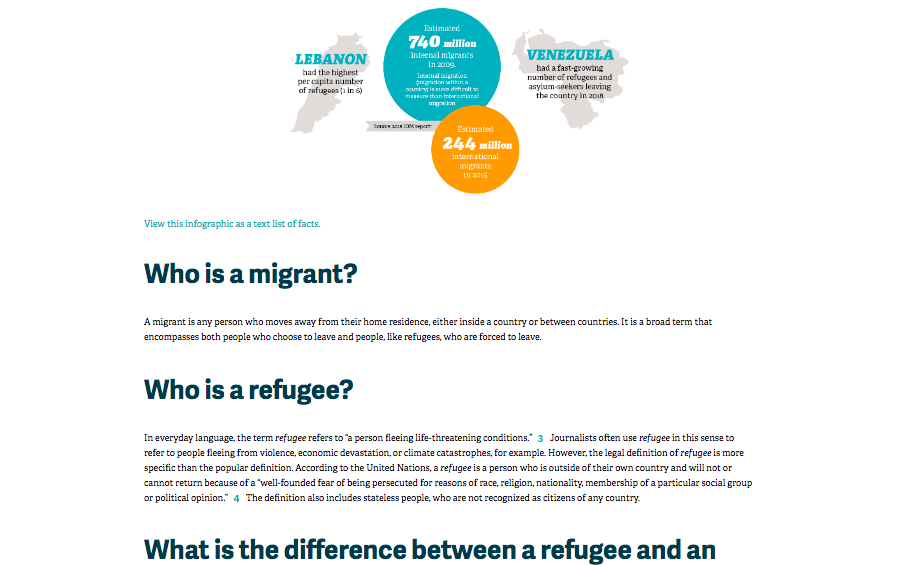 Estimated
740 million
internal migrants
in 2009.
Internal migration
(migration within a
country) is more difficult to
measure than international
migration
LEBANON
had the highest
per capita number
of refugees (1 in 6)
VENEZUELA
had a fast-growing
number of refugees and
asylum-seekers leaving
the country in 2018.
Source: 2018 IOM report¹
Estimated
244 million
international
migrants
in 2015
View this infographic as a text list of facts.
Who is a migrant?
A migrant is any person who moves away from their home residence, either inside a country or between countries. It is a broad term that
encompasses both people who choose to leave and people, like refugees, who are forced to leave.
Who is a refugee?
In everyday language, the term refugee refers to “a person fleeing life-threatening conditions.” 3 Journalists often use refugee in this sense to
refer to people fleeing from violence, economic devastation, or climate catastrophes, for example. However, the legal definition of refugee is more
specific than the popular definition. According to the United Nations, a refugee is a person who is outside of their own country and will not or
cannot return because of a “well-founded fear of being persecuted for reasons of race, religion, nationality, membership of a particular social group
or political opinion.” 4 The definition also includes stateless people, who are not recognized as citizens of any country.
What is the difference between a refugee and an